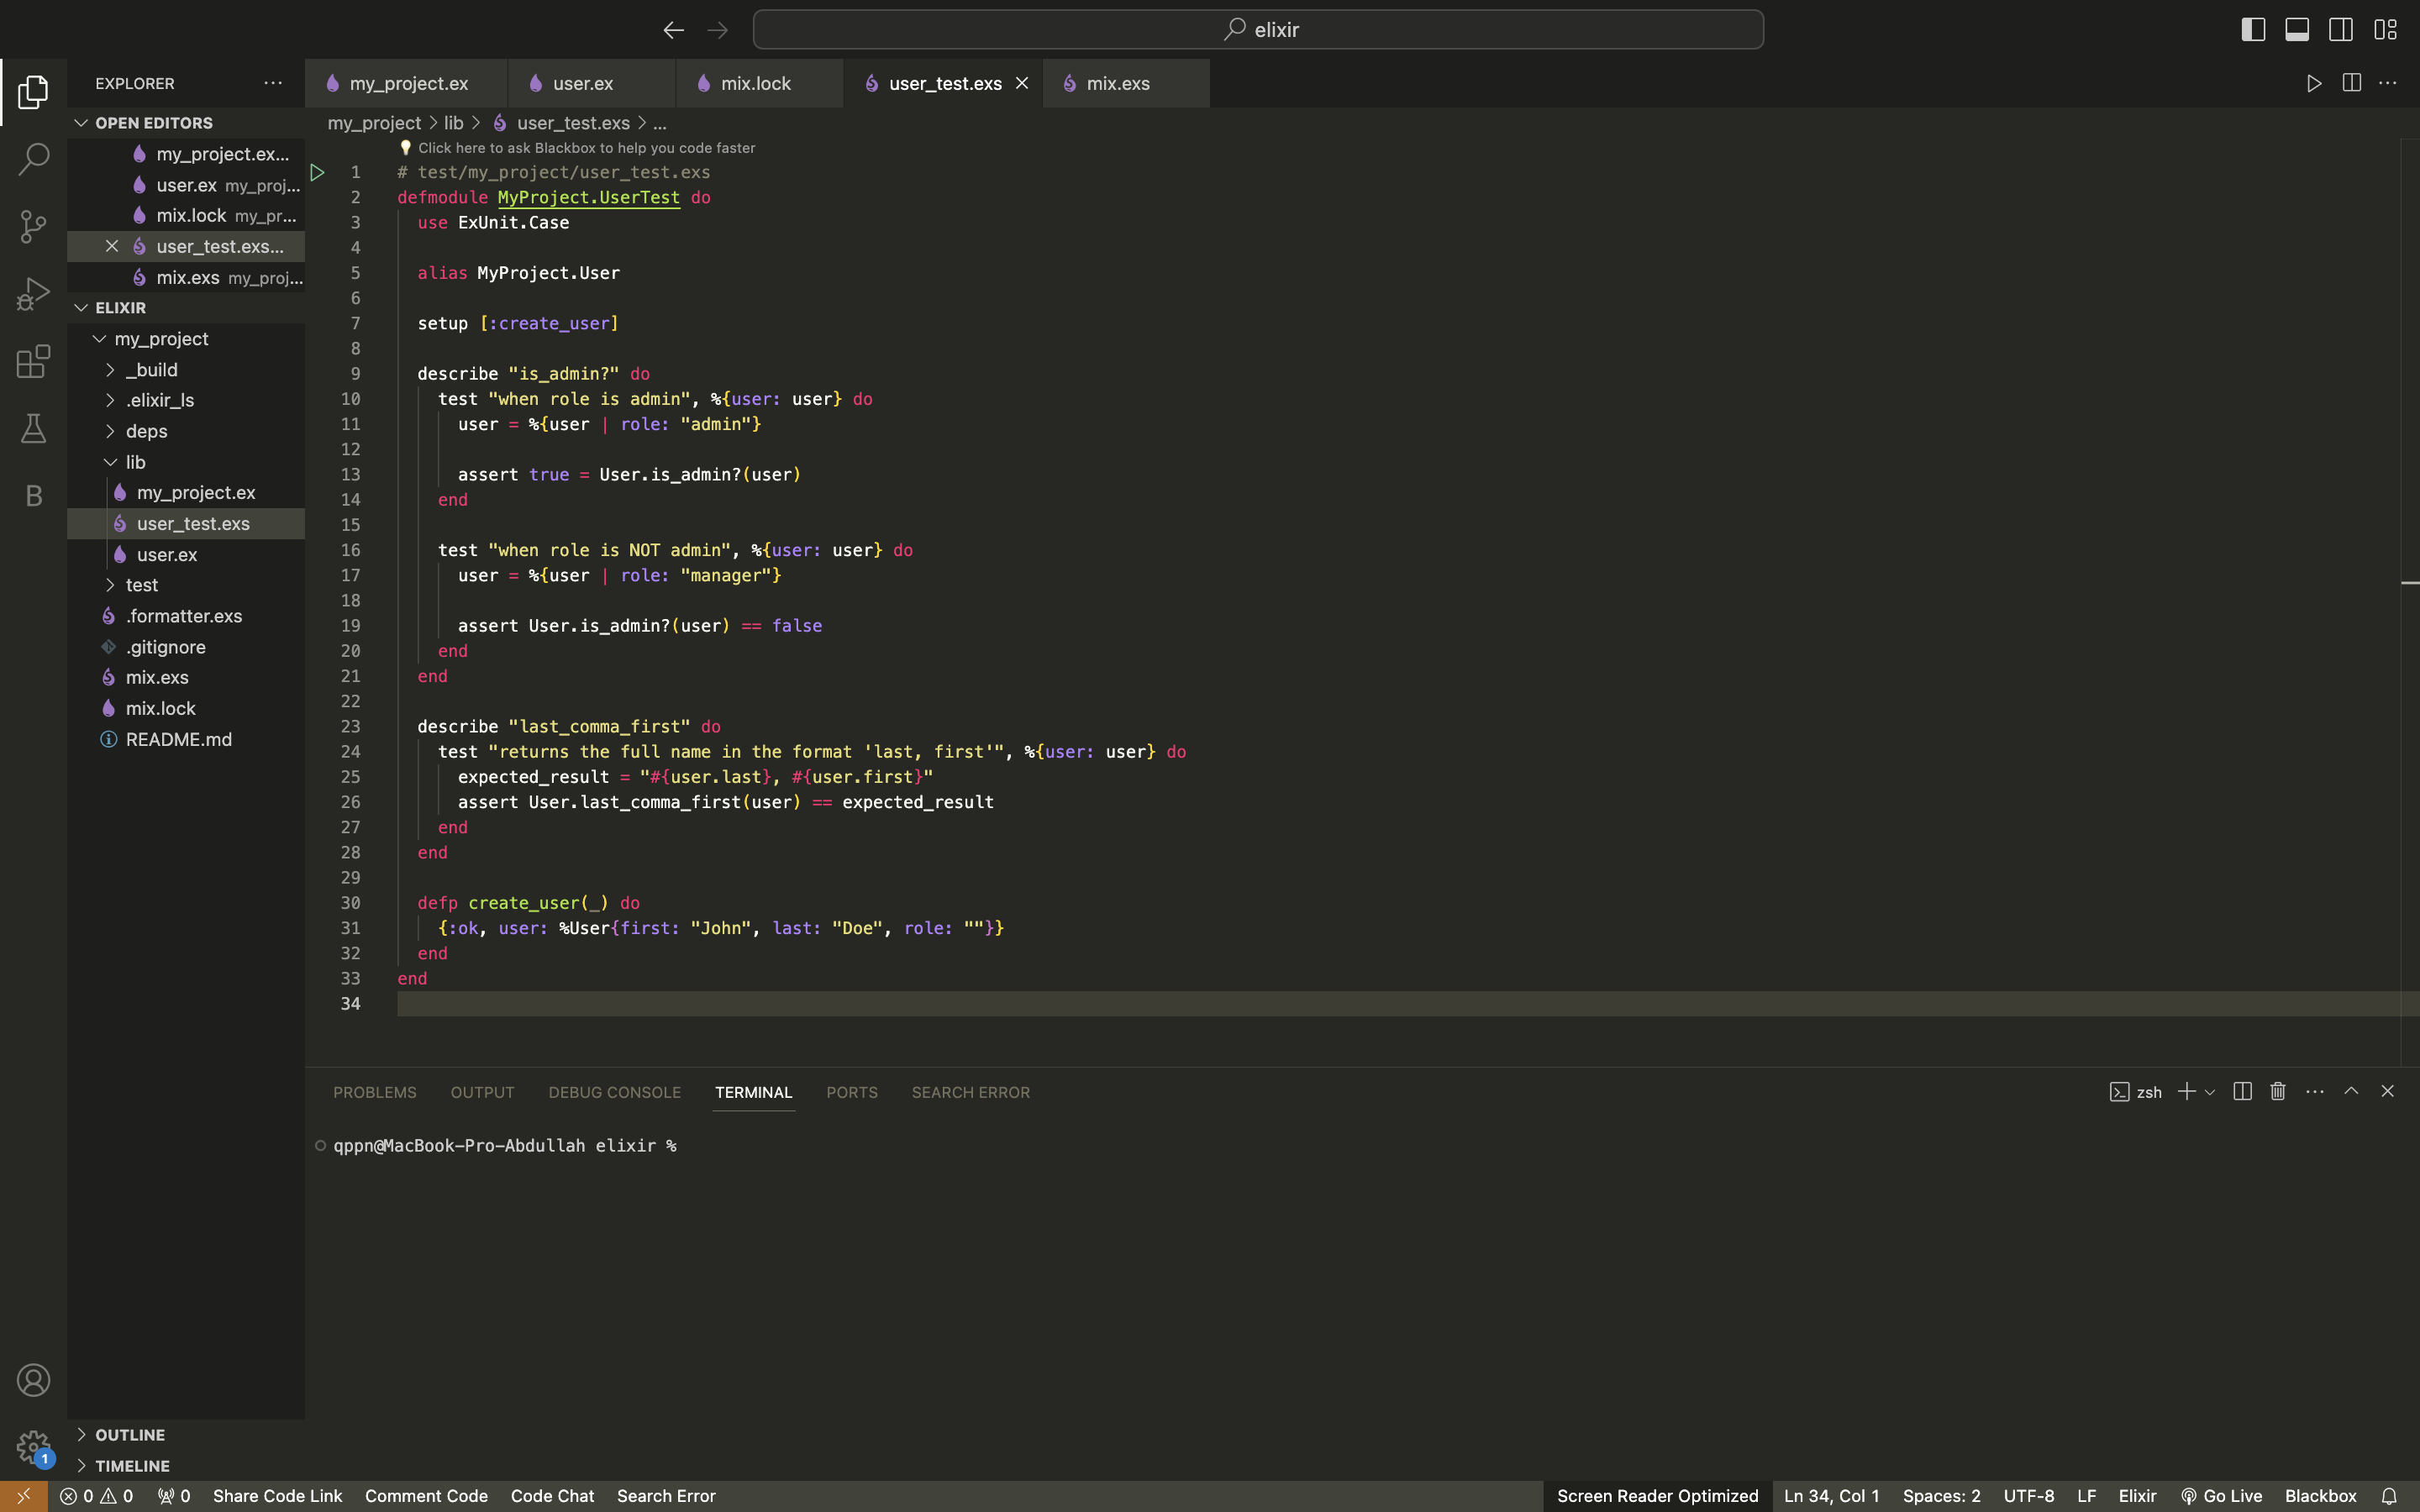 elixir
EXPLORER
my_project.ex
user.ex
mix.lock
user_test.exs
mix.exs
OPEN EDITORS
my_project.ex...
user.ex my_proj...
mix.lock my_pr...
user_test.exs...
mix.exs my_proj...
ELIXIR
my_project
_build
.elixir_ls
deps
lib
my_project.ex
user_test.exs
user.ex
test
.formatter.exs
.gitignore
mix.exs
mix.lock
README.md
OUTLINE
TIMELINE
B
1
my_project > lib > user_test.exs > ...
Click here to ask Blackbox to help you code faster
1 # test/my_project/user_test.exs
2 defmodule MyProject.UserTest do
3 use ExUnit.Case
4
5 alias MyProject.User
6
7 setup [:create_user]
8
9 describe "is_admin?" do
10 test "when role is admin", %{user: user} do
11 user = %{user | role: "admin"}
12
13 assert true = User.is_admin?(user)
14 end
15
16 test "when role is NOT admin", %{user: user} do
17 user = %{user | role: "manager"}
18
19 assert User.is_admin?(user) == false
20 end
21 end
22
23 describe "last_comma_first" do
24 test "returns the full name in the format 'last, first'", %{user: user} do
25 expected_result = "#{user.last}, #{user.first}"
26 assert User.last_comma_first(user) == expected_result
27 end
28 end
29
30 defp create_user(_) do
31 {:ok, user: %User{first: "John", last: "Doe", role: ""}}
32 end
33 end
34
PROBLEMS OUTPUT DEBUG CONSOLE TERMINAL PORTS SEARCH ERROR
zsh
qppn@MacBook-Pro-Abdullah elixir %
0 0 0 Share Code Link Comment Code Code Chat Search Error
Screen Reader Optimized Ln 34, Col 1 Spaces: 2 UTF-8 LF Elixir Go Live Blackbox